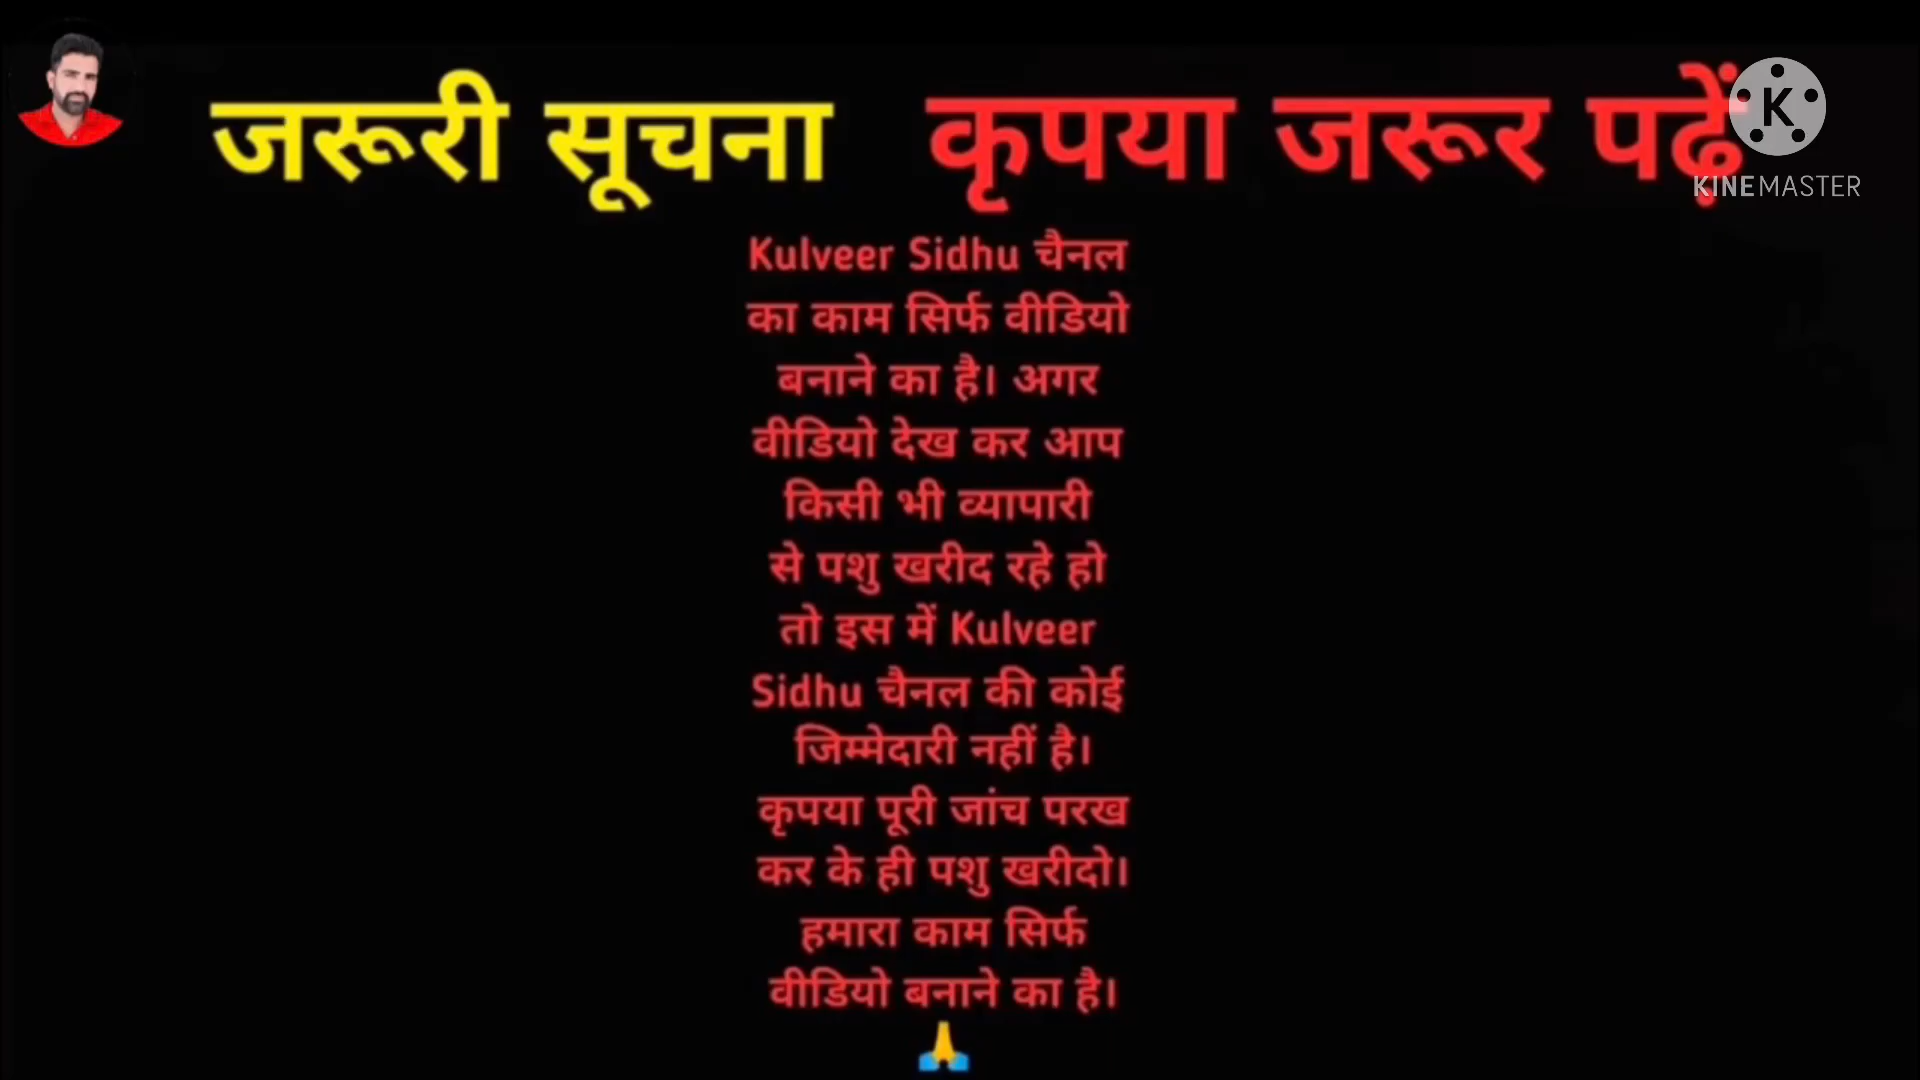 जरूरी सूचना कृपया जरूर पढ़ें
K
KINEMASTER
Kulveer Sidhu चैनल
का काम सिर्फ वीडियो
बनाने का है। अगर
वीडियो देख कर आप
किसी भी व्यापारी
से पशु खरीद रहे हो
तो इस में Kulveer
Sidhu चैनल की कोई
जिम्मेदारी नहीं है।
कृपया पूरी जांच परख
कर के ही पशु खरीदो।
हमारा काम सिर्फ
वीडियो बनाने का है।
🙏